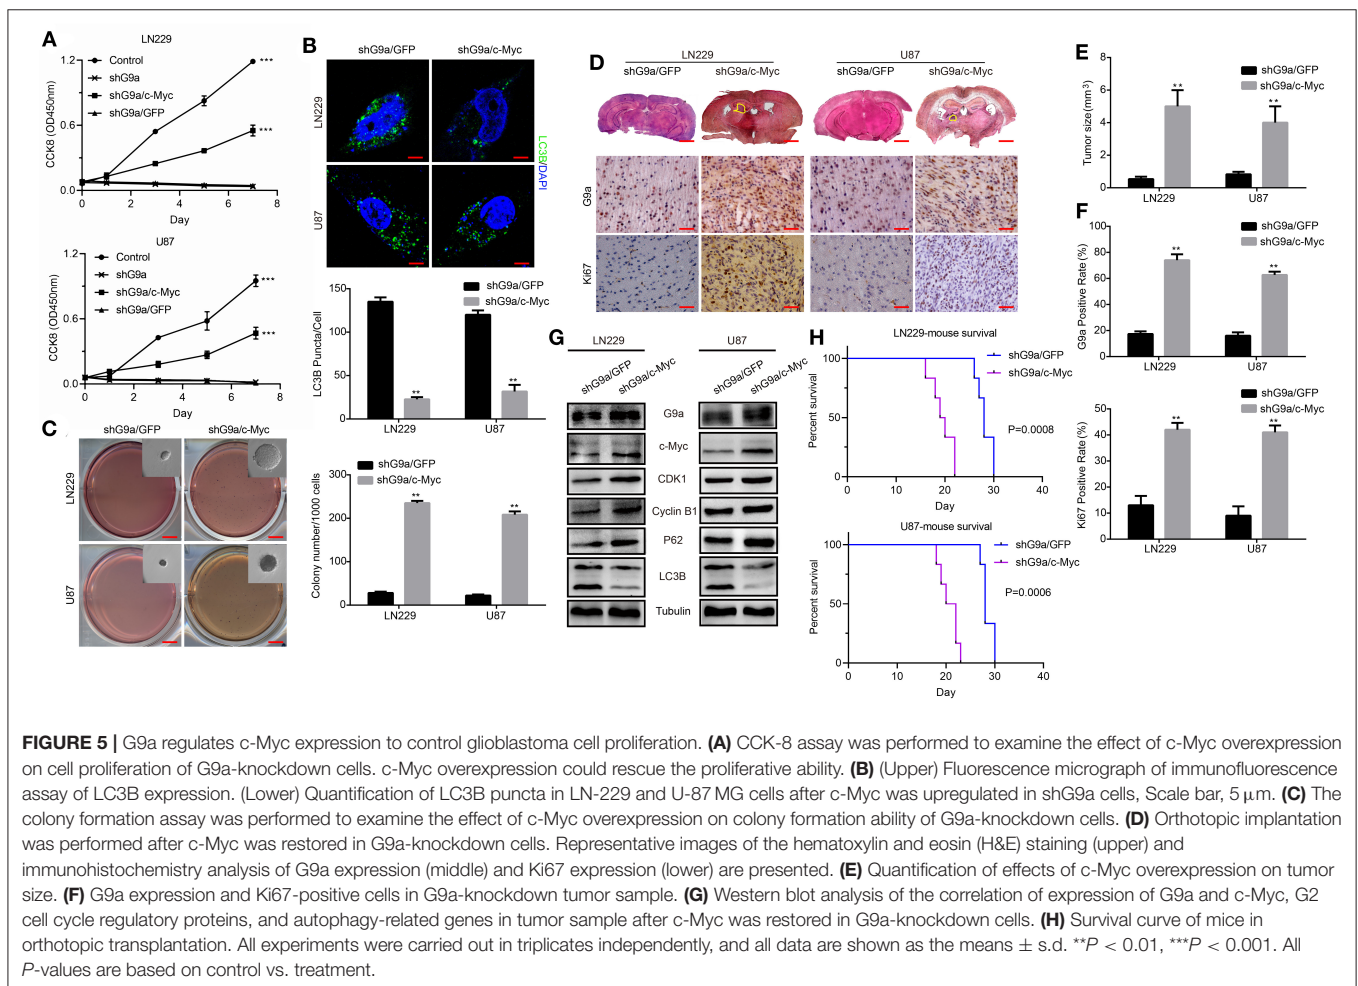 A
LN229
CCK8 (OD450nm)
1.2
0.6
0.0
Control
shG9a
shG9a/c-Myc
shG9a/GFP
***
***
0 2 4 6 8
Day
U87
CCK8 (OD450nm)
1.2
0.6
0.0
Control
shG9a
shG9a/c-Myc
shG9a/GFP
***
***
0 2 4 6 8
Day
B
shG9a/GFP shG9a/c-Myc
LN229
U87
LC3B/DAPI
LC3B Puncta/Cell
150
100
50
0
shG9a/GFP
shG9a/c-Myc
** **
LN229 U87
C
shG9a/GFP shG9a/c-Myc
LN229
U87
Colony number/1000 cells
300
200
100
0
shG9a/GFP
shG9a/c-Myc
** **
LN229 U87
D
LN229 U87
shG9a/GFP shG9a/c-Myc shG9a/GFP shG9a/c-Myc
G9a
Ki67
E
Tumor size(mm3)
8
6
4
2
0
shG9a/GFP
shG9a/c-Myc
** **
LN229 U87
F
G9a Positive Rate (%)
100
80
60
40
20
0
shG9a/GFP
shG9a/c-Myc
** **
LN229 U87
Ki67 Positive Rate (%)
50
40
30
20
10
0
shG9a/GFP
shG9a/c-Myc
** **
LN229 U87
G
LN229 U87
shG9a/GFP shG9a/c-Myc shG9a/GFP shG9a/c-Myc
G9a
c-Myc
CDK1
Cyclin B1
P62
LC3B
Tubulin
H
LN229-mouse survival
Percent survival
100
50
0
shG9a/GFP
shG9a/c-Myc
P=0.0008
0 10 20 30 40
Day
U87-mouse survival
Percent survival
100
50
0
shG9a/GFP
shG9a/c-Myc
P=0.0006
0 10 20 30 40
Day
FIGURE 5 | G9a regulates c-Myc expression to control glioblastoma cell proliferation. (A) CCK-8 assay was performed to examine the effect of c-Myc overexpression
on cell proliferation of G9a-knockdown cells. c-Myc overexpression could rescue the proliferative ability. (B) (Upper) Fluorescence micrograph of immunofluorescence
assay of LC3B expression. (Lower) Quantification of LC3B puncta in LN-229 and U-87 MG cells after c-Myc was upregulated in shG9a cells, Scale bar, 5 μm. (C) The
colony formation assay was performed to examine the effect of c-Myc overexpression on colony formation ability of G9a-knockdown cells. (D) Orthotopic implantation
was performed after c-Myc was restored in G9a-knockdown cells. Representative images of the hematoxylin and eosin (H&E) staining (upper) and
immunohistochemistry analysis of G9a expression (middle) and Ki67 expression (lower) are presented. (E) Quantification of effects of c-Myc overexpression on tumor
size. (F) G9a expression and Ki67-positive cells in G9a-knockdown tumor sample. (G) Western blot analysis of the correlation of expression of G9a and c-Myc, G2
cell cycle regulatory proteins, and autophagy-related genes in tumor sample after c-Myc was restored in G9a-knockdown cells. (H) Survival curve of mice in
orthotopic transplantation. All experiments were carried out in triplicates independently, and all data are shown as the means ± s.d. **P < 0.01, ***P < 0.001. All
P-values are based on control vs. treatment.